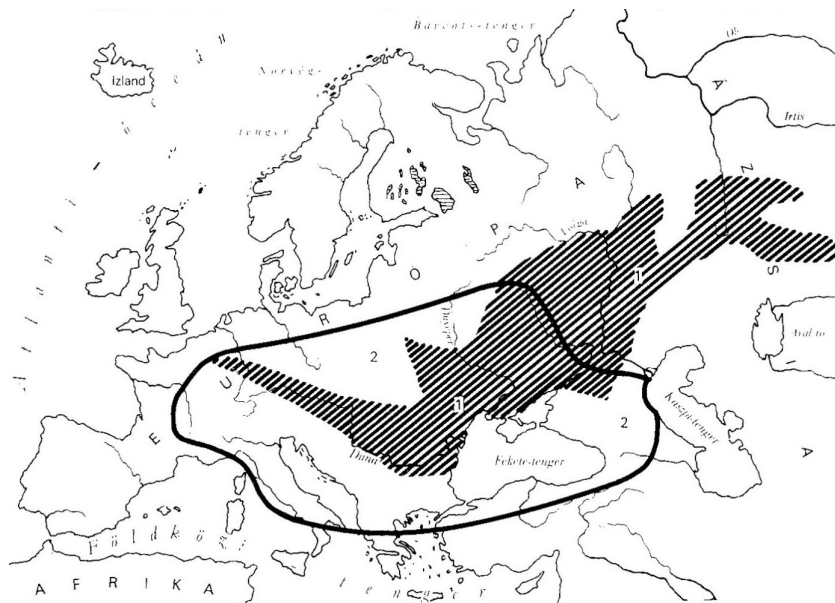 Barents-tenger
Ob
Izland
Norvég-
tenger
Irtis
Atlanti
Volga
Dnyeper
E U R O P A
Á Z S I A
1
2
1
2
Aral tó
Kaszpi-tenger
Duna
Fekete-tenger
Földközi
tenger
AFRIKA